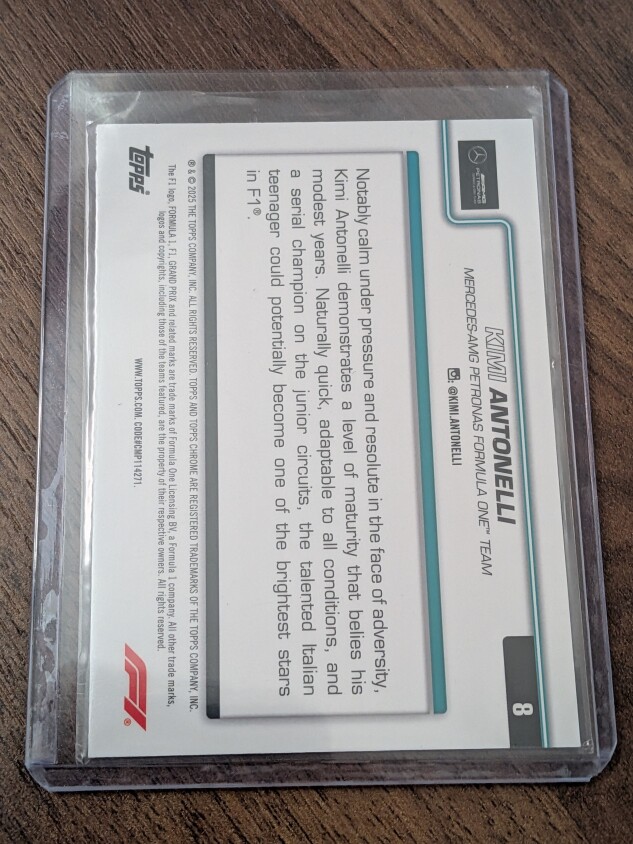 PETRONAS
KIMI ANTONELLI
MERCEDES-AMG PETRONAS FORMULA ONE™ TEAM
: @KIMI.ANTONELLI
8
Notably calm under pressure and resolute in the face of adversity,
Kimi Antonelli demonstrates a level of maturity that belies his
modest years. Naturally quick, adaptable to all conditions, and
a serial champion on the junior circuits, the talented Italian
teenager could potentially become one of the brightest stars
in F1®.
® & © 2025 THE TOPPS COMPANY, INC. ALL RIGHTS RESERVED. TOPPS AND TOPPS CHROME ARE REGISTERED TRADEMARKS OF THE TOPPS COMPANY, INC.
The F1 logo, FORMULA 1, F1, GRAND PRIX and related marks are trade marks of Formula One Licensing BV, a Formula 1 company. All other trade marks,
logos and copyrights, including those of the teams featured, are the property of their respective owners. All rights reserved.
WWW.TOPPS.COM. CODE#CMP114271.
topps®
F1®